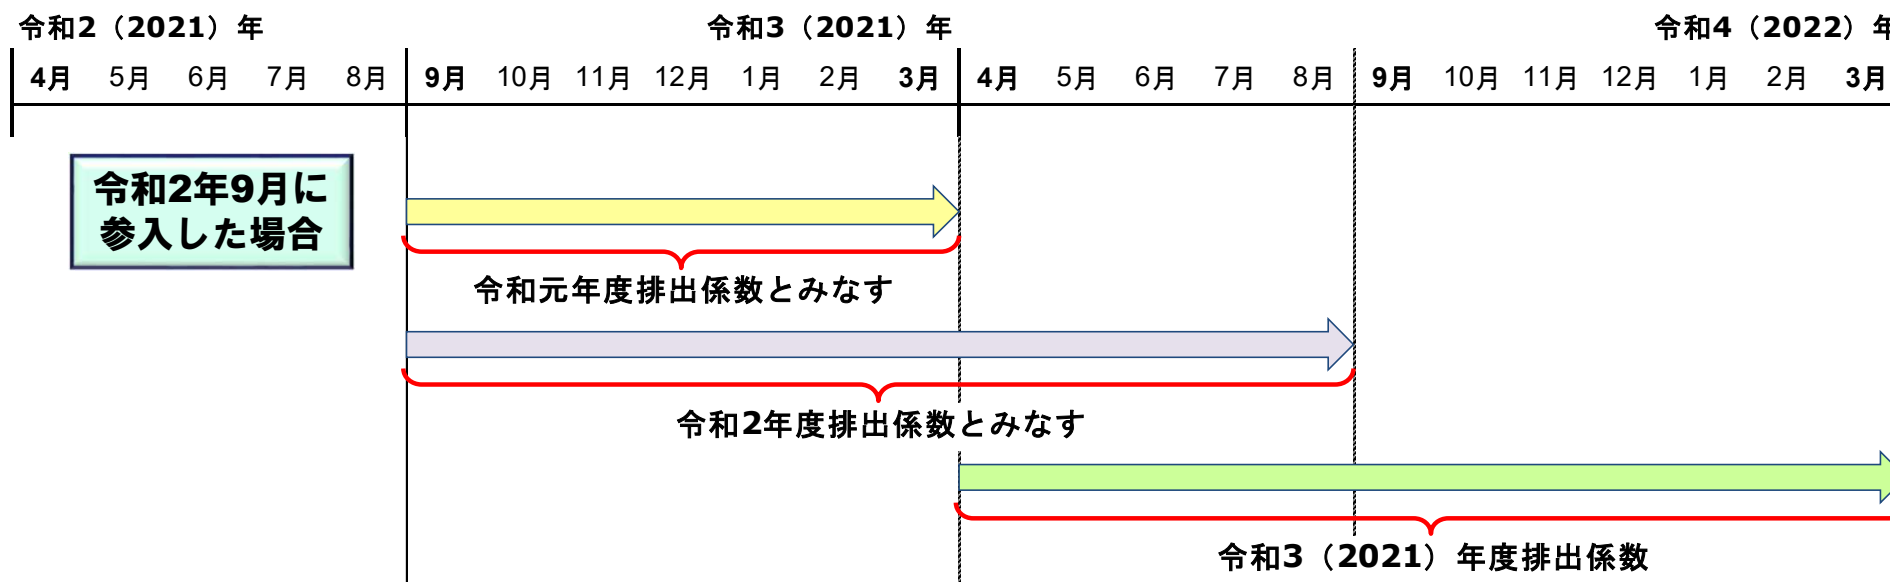 令和2（2021）年 令和3（2021）年 令和4（2022）年
4月 5月 6月 7月 8月 9月 10月 11月 12月 1月 2月 3月 4月 5月 6月 7月 8月 9月 10月 11月 12月 1月 2月 3月
令和2年9月に
参入した場合
令和元年度排出係数とみなす
令和2年度排出係数とみなす
令和3（2021）年度排出係数